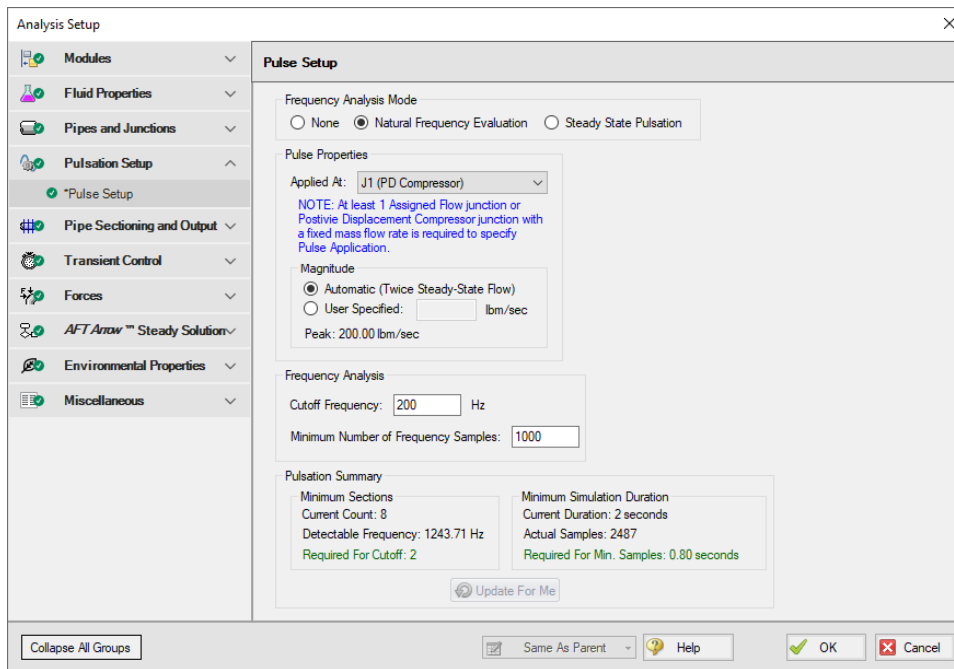 Analysis Setup
Modules
Fluid Properties
Pipes and Junctions
Pulsation Setup
*Pulse Setup
Pipe Sectioning and Output
Transient Control
Forces
AFT Arrow ™ Steady Solution
Environmental Properties
Miscellaneous
Collapse All Groups
Pulse Setup
Frequency Analysis Mode
None Natural Frequency Evaluation Steady State Pulsation
Pulse Properties
Applied At: J1 (PD Compressor)
NOTE: At least 1 Assigned Flow junction or
Postivie Displacement Compressor junction with
a fixed mass flow rate is required to specify
Pulse Application.
Magnitude
Automatic (Twice Steady-State Flow)
User Specified: lbm/sec
Peak: 200.00 lbm/sec
Frequency Analysis
Cutoff Frequency: 200 Hz
Minimum Number of Frequency Samples: 1000
Pulsation Summary
Minimum Sections
Current Count: 8
Detectable Frequency: 1243.71 Hz
Required For Cutoff: 2
Minimum Simulation Duration
Current Duration: 2 seconds
Actual Samples: 2487
Required For Min. Samples: 0.80 seconds
Update For Me
Same As Parent Help OK Cancel